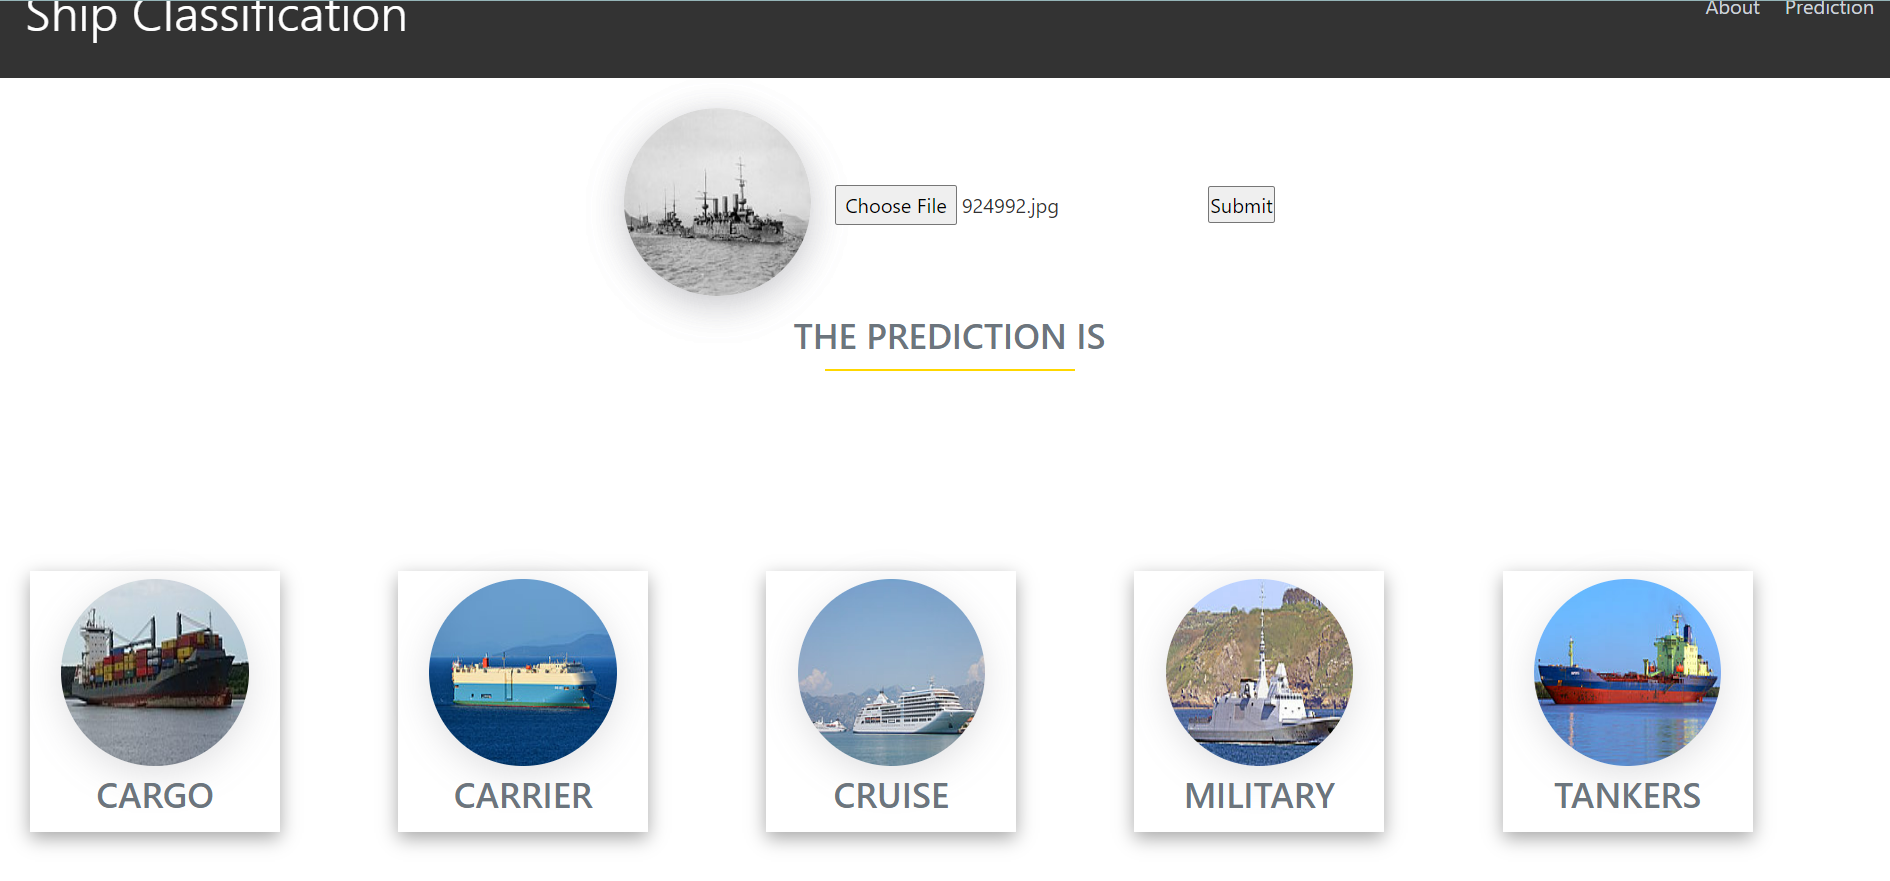 Ship Classification
About Prediction
Choose File 924992.jpg Submit
THE PREDICTION IS
CARGO CARRIER CRUISE MILITARY TANKERS